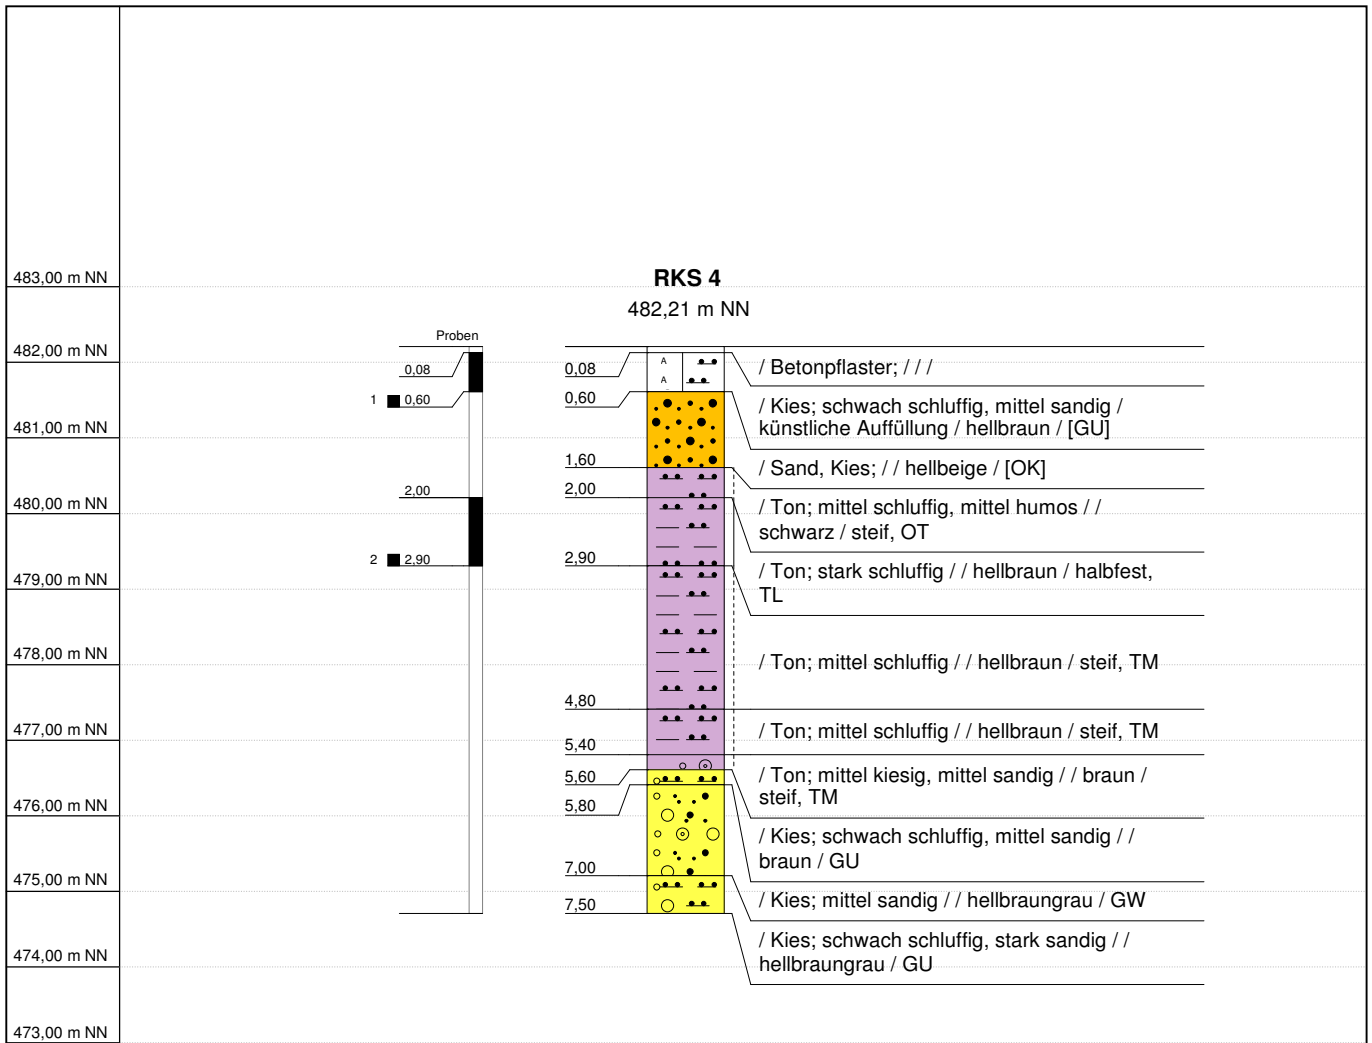 483,00 m NN
482,00 m NN
481,00 m NN
480,00 m NN
479,00 m NN
478,00 m NN
477,00 m NN
476,00 m NN
475,00 m NN
474,00 m NN
473,00 m NN
RKS 4
482,21 m NN
Proben
0,08
1 0,60
2,00
2 2,90
0,08
0,60
1,60
2,00
2,90
4,80
5,40
5,60
5,80
7,00
7,50
A
A
/ Betonpflaster; / / /
/ Kies; schwach schluffig, mittel sandig /
künstliche Auffüllung / hellbraun / [GU]
/ Sand, Kies; / / hellbeige / [OK]
/ Ton; mittel schluffig, mittel humos / /
schwarz / steif, OT
/ Ton; stark schluffig / / hellbraun / halbfest,
TL
/ Ton; mittel schluffig / / hellbraun / steif, TM
/ Ton; mittel schluffig / / hellbraun / steif, TM
/ Ton; mittel kiesig, mittel sandig / / braun /
steif, TM
/ Kies; schwach schluffig, mittel sandig / /
braun / GU
/ Kies; mittel sandig / / hellbraungrau / GW
/ Kies; schwach schluffig, stark sandig / /
hellbraungrau / GU